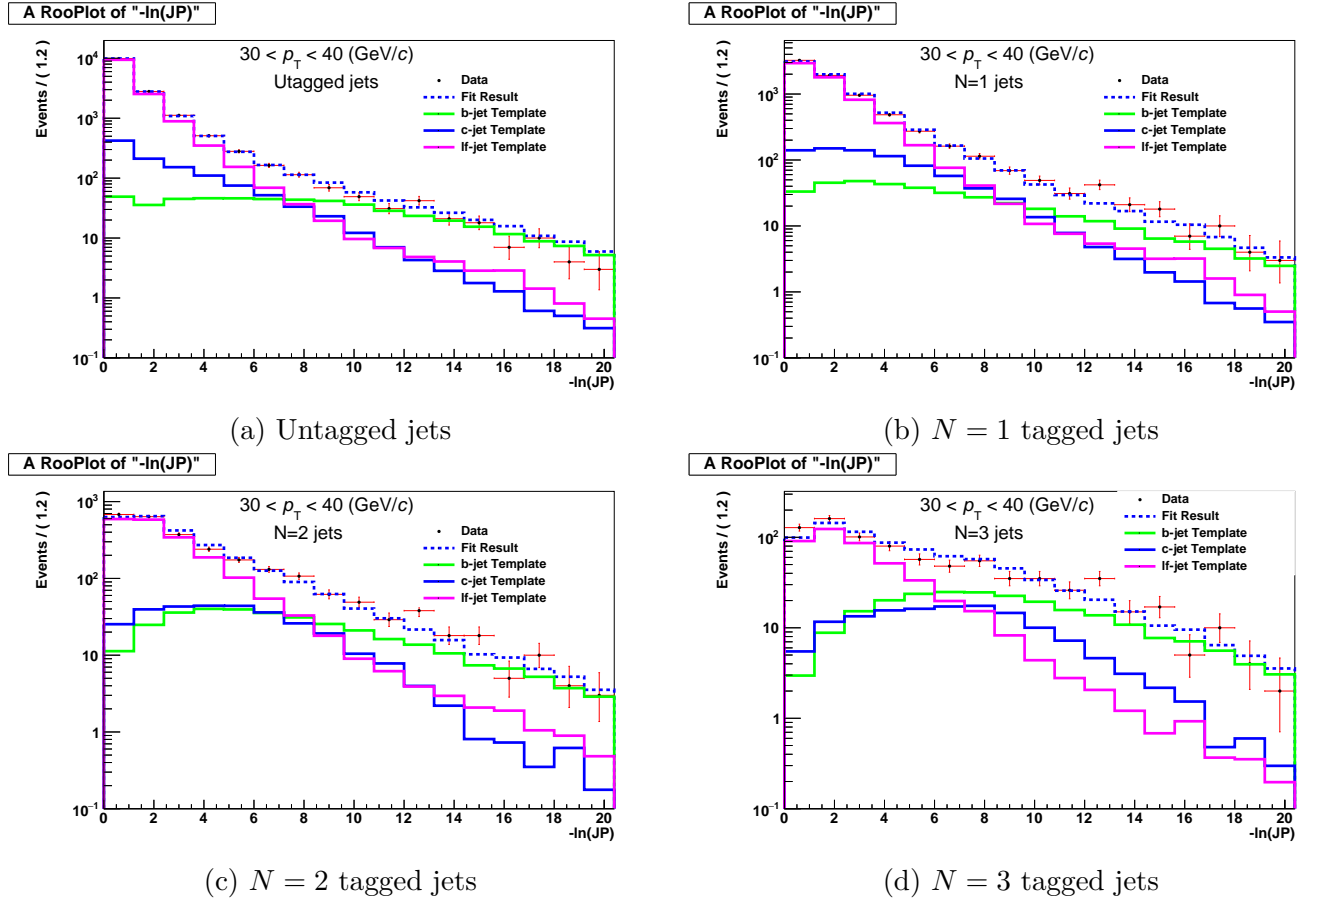 A RooPlot of "-ln(JP)"
Events / ( 1.2 )
30 < pT < 40 (GeV/c)
Utagged jets
Data
Fit Result
b-jet Template
c-jet Template
lf-jet Template
10^4
10^3
10^2
10
1
10^−1
0 2 4 6 8 10 12 14 16 18 20
-ln(JP)
(a) Untagged jets
A RooPlot of "-ln(JP)"
Events / ( 1.2 )
30 < pT < 40 (GeV/c)
N=1 jets
Data
Fit Result
b-jet Template
c-jet Template
lf-jet Template
10^3
10^2
10
1
10^−1
0 2 4 6 8 10 12 14 16 18 20
-ln(JP)
(b) N = 1 tagged jets
A RooPlot of "-ln(JP)"
Events / ( 1.2 )
30 < pT < 40 (GeV/c)
N=2 jets
Data
Fit Result
b-jet Template
c-jet Template
lf-jet Template
10^3
10^2
10
1
10^−1
0 2 4 6 8 10 12 14 16 18 20
-ln(JP)
(c) N = 2 tagged jets
A RooPlot of "-ln(JP)"
Events / ( 1.2 )
30 < pT < 40 (GeV/c)
N=3 jets
Data
Fit Result
b-jet Template
c-jet Template
lf-jet Template
10^2
10
1
10^−1
0 2 4 6 8 10 12 14 16 18 20
-ln(JP)
(d) N = 3 tagged jets